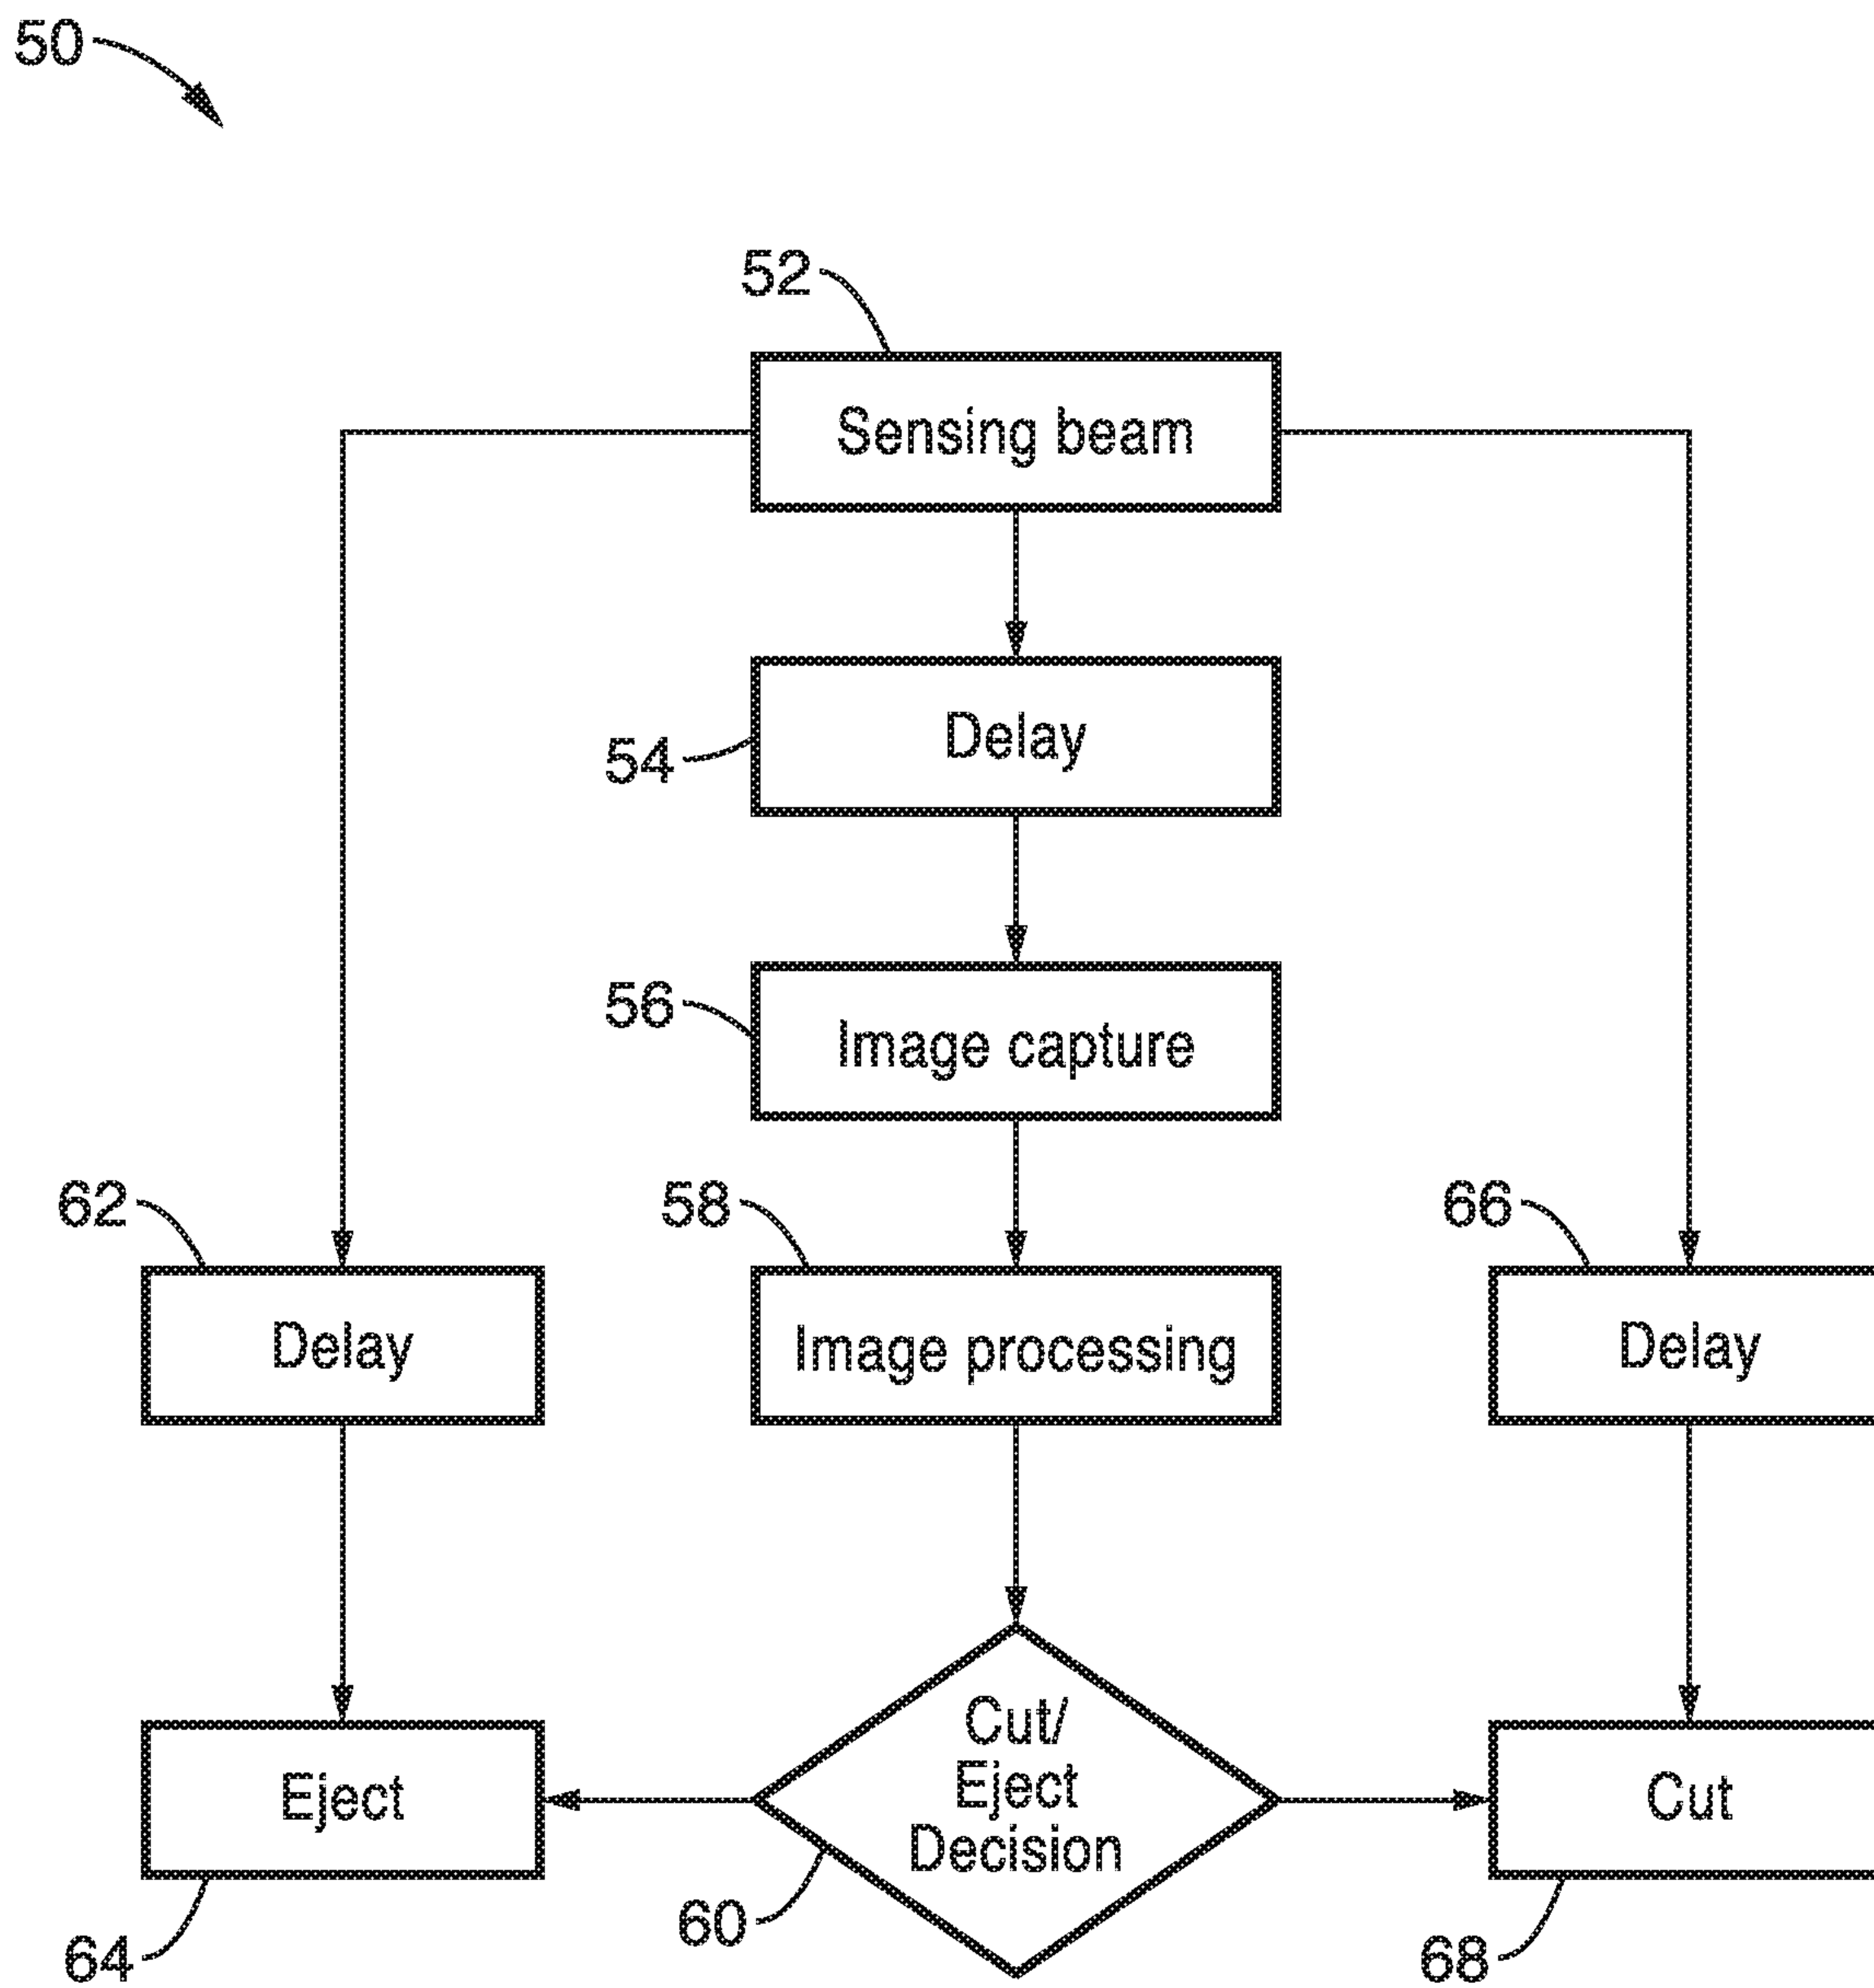 50
52
Sensing beam
54
Delay
56
Image capture
62
58
66
Delay
Image processing
Delay
Eject
Cut/
Eject
Decision
Cut
64
60
68